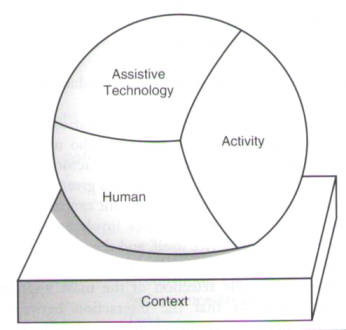 Assistive
Technology
Activity
Human
Context